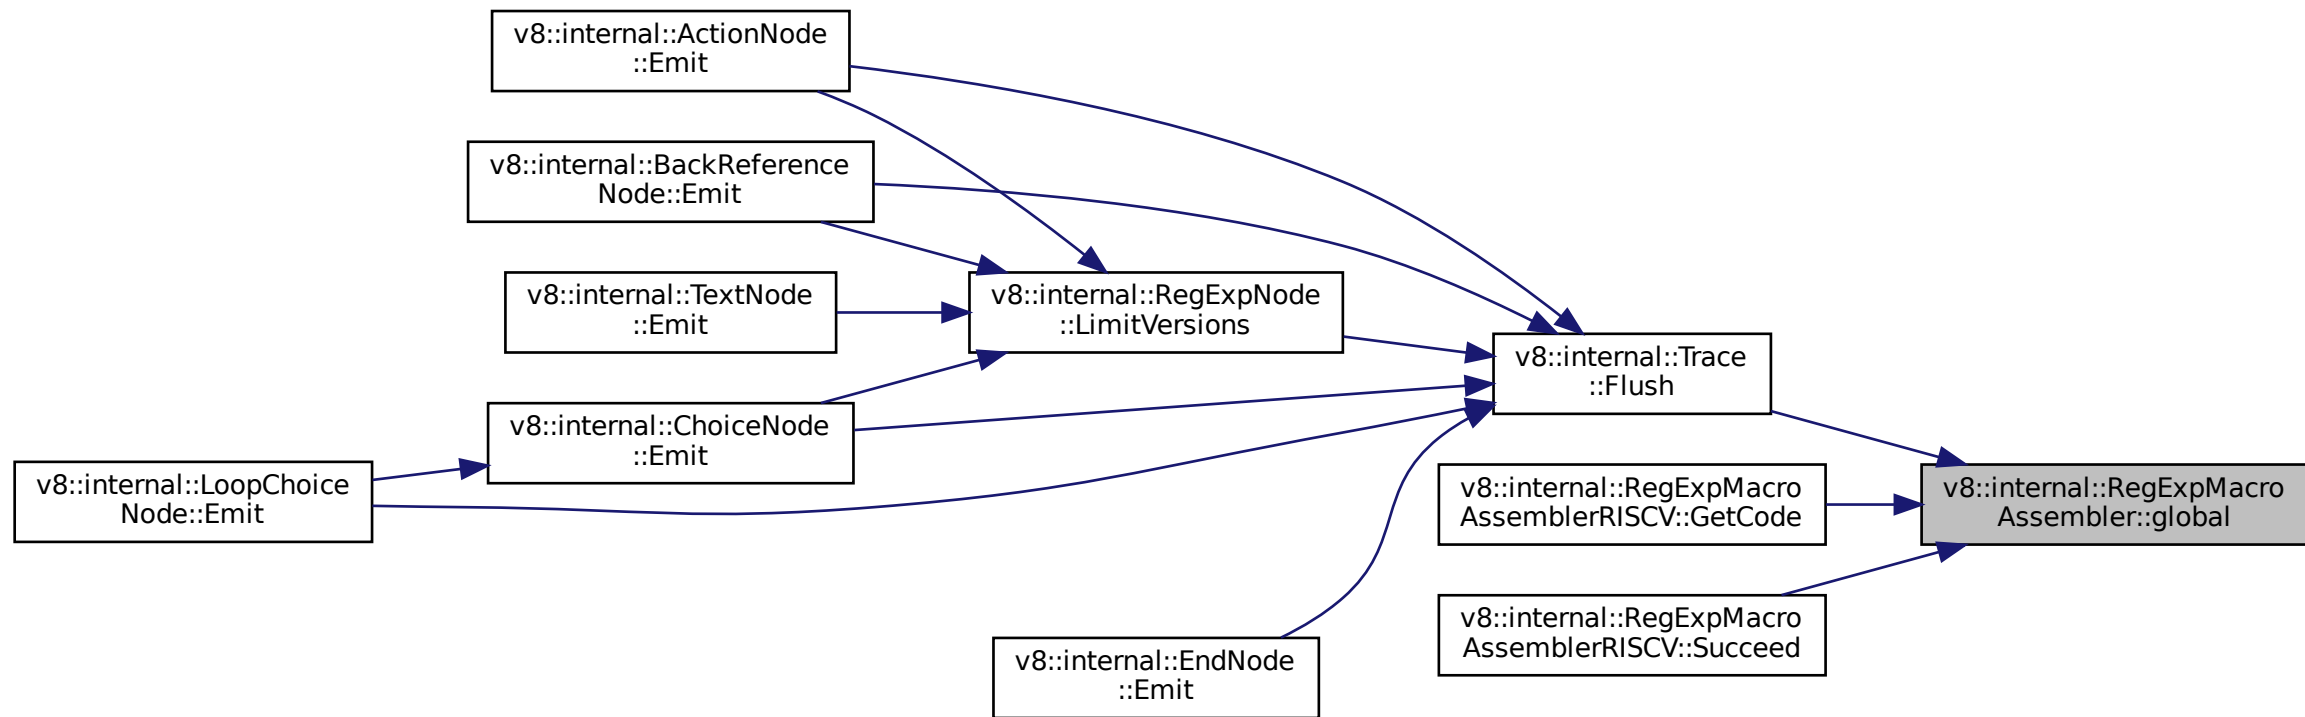 v8::internal::ActionNode
::Emit
v8::internal::BackReference
Node::Emit
v8::internal::TextNode
::Emit
v8::internal::RegExpNode
::LimitVersions
v8::internal::Trace
::Flush
v8::internal::ChoiceNode
::Emit
v8::internal::LoopChoice
Node::Emit
v8::internal::RegExpMacro
AssemblerRISCV::GetCode
v8::internal::RegExpMacro
Assembler::global
v8::internal::RegExpMacro
AssemblerRISCV::Succeed
v8::internal::EndNode
::Emit